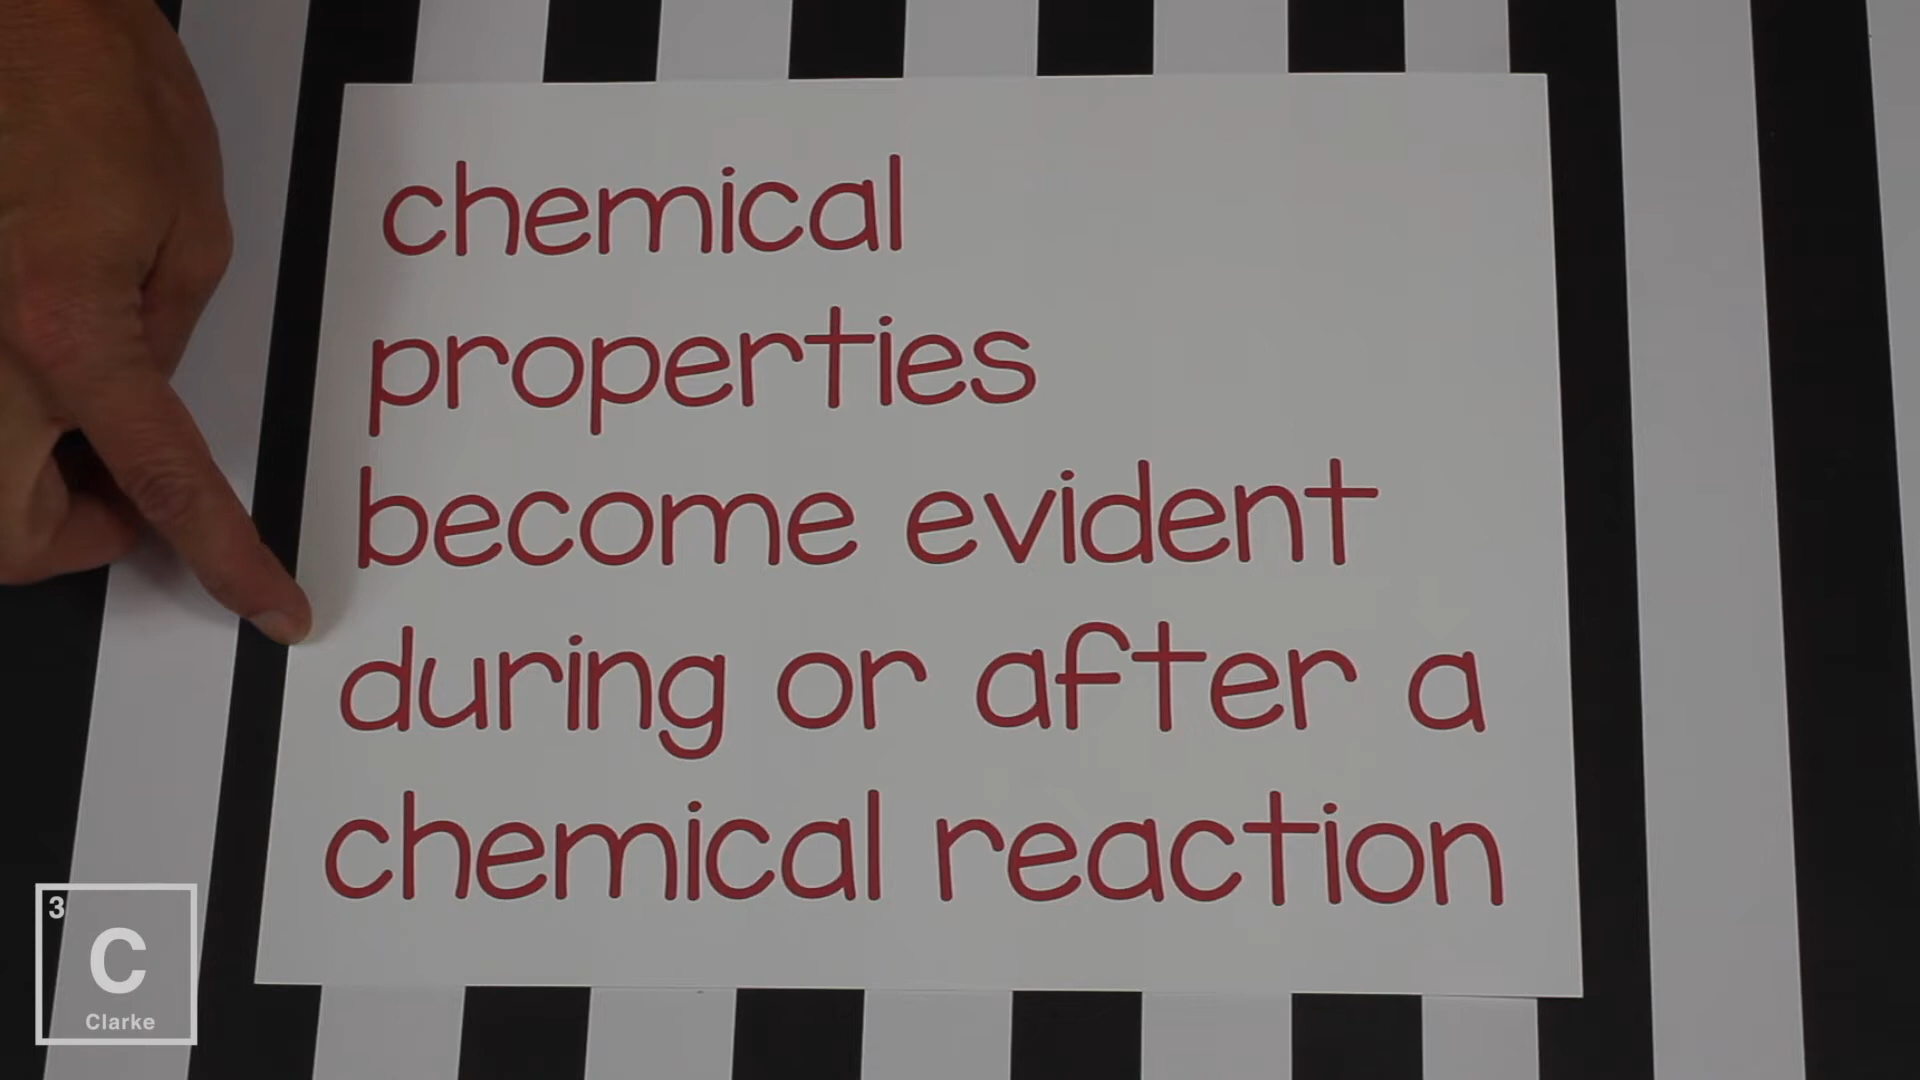 chemical
properties
become evident
during or after a
chemical reaction
3
C
Clarke